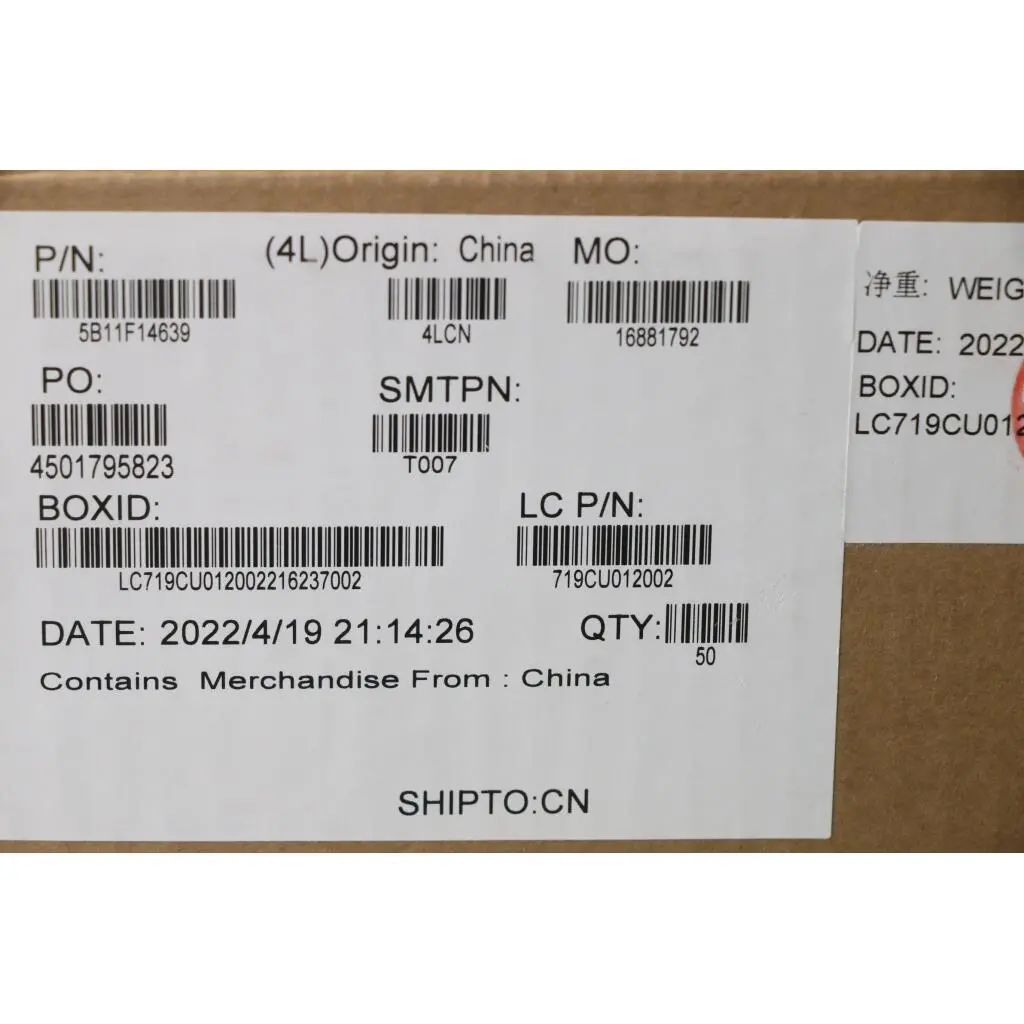 P/N:
5B11F14639
(4L)Origin: China
4LCN
MO:
16881792
PO:
4501795823
SMTPN:
T007
BOXID:
LC719CU012002216237002
LC P/N:
719CU012002
DATE: 2022/4/19 21:14:26
QTY:
50
Contains Merchandise From : China
SHIPTO:CN
净重: WEIG
DATE: 2022
BOXID:
LC719CU012